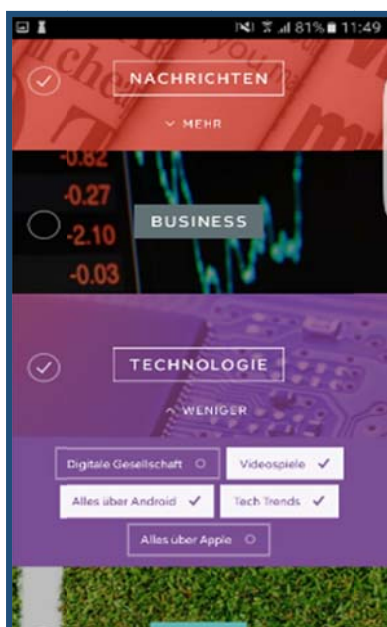 81% 11:49
NACHRICHTEN
MEHR
-0.82
-0.27
-2.10
-0.03
BUSINESS
TECHNOLOGIE
WENIGER
Digitale Gesellschaft Videospiele
Alles über Android Tech Trends
Alles über Apple